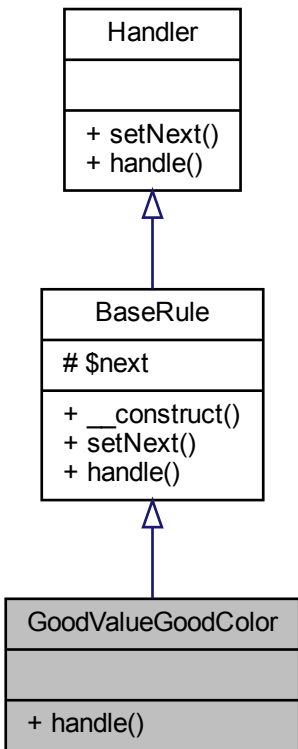 Handler
+ setNext()
+ handle()
BaseRule
# $next
+ __construct()
+ setNext()
+ handle()
GoodValueGoodColor
+ handle()